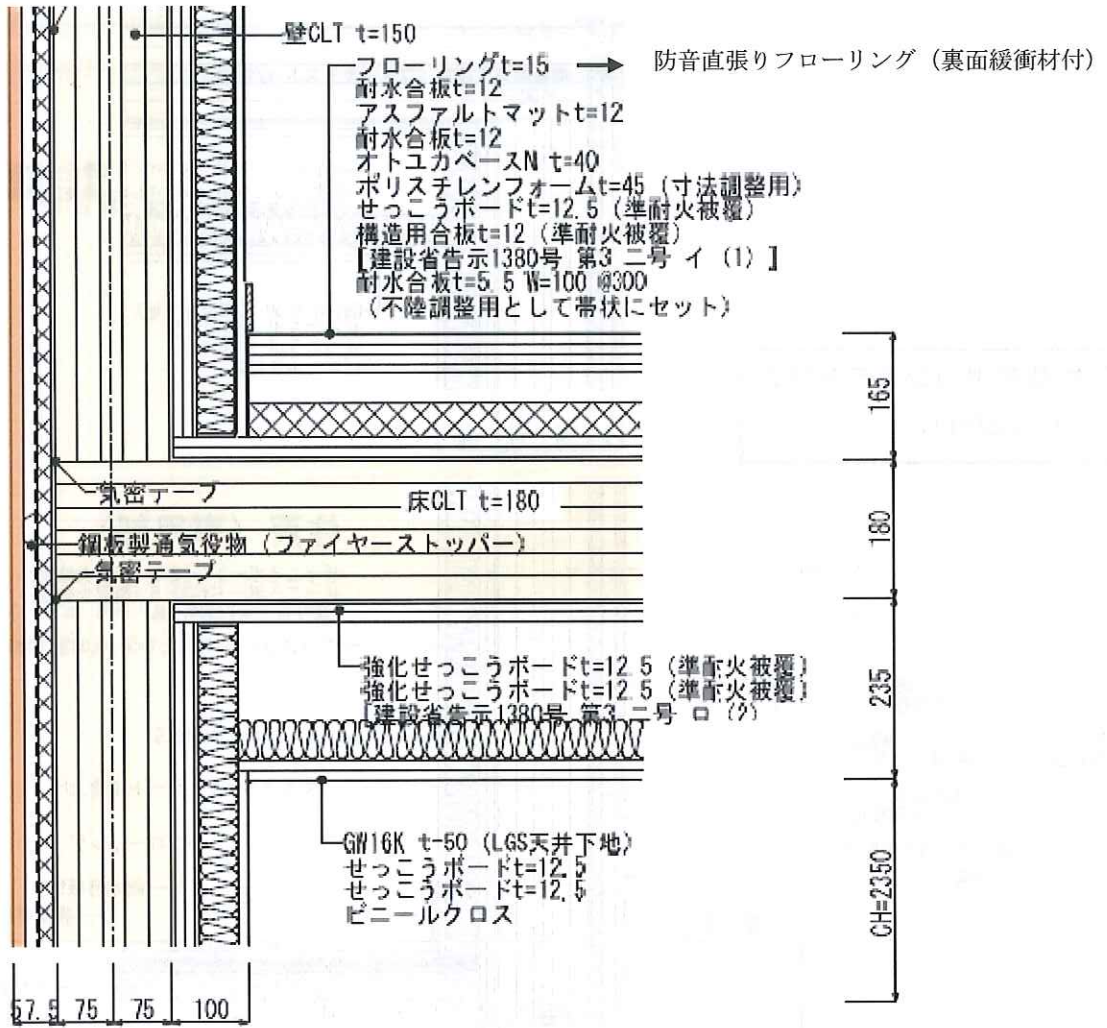 壁CLT t=150
フローリングt=15 → 防音直張りフローリング（裏面緩衝材付）
耐水合板t=12
アスファルトマットt=12
耐水合板t=12
オトユカベースN t=40
ポリスチレンフォームt=45（寸法調整用）
せっこうボードt=12.5（準耐火被覆）
構造用合板t=12（準耐火被覆）
【建設省告示1380号 第3 二号 イ（1）】
耐水合板t=5.5 W=100 @300
（不陸調整用として帯状にセット）
165
気密テープ
床CLT t=180
180
鋼板製通気役物（ファイヤーストッパー）
気密テープ
強化せっこうボードt=12.5（準耐火被覆）
強化せっこうボードt=12.5（準耐火被覆）
[建設省告示1380号 第3 二号 ロ（2）
235
GW16K t-50（LGS天井下地）
せっこうボードt=12.5
せっこうボードt=12.5
ビニールクロス
CH=2350
57.5 75 75 100